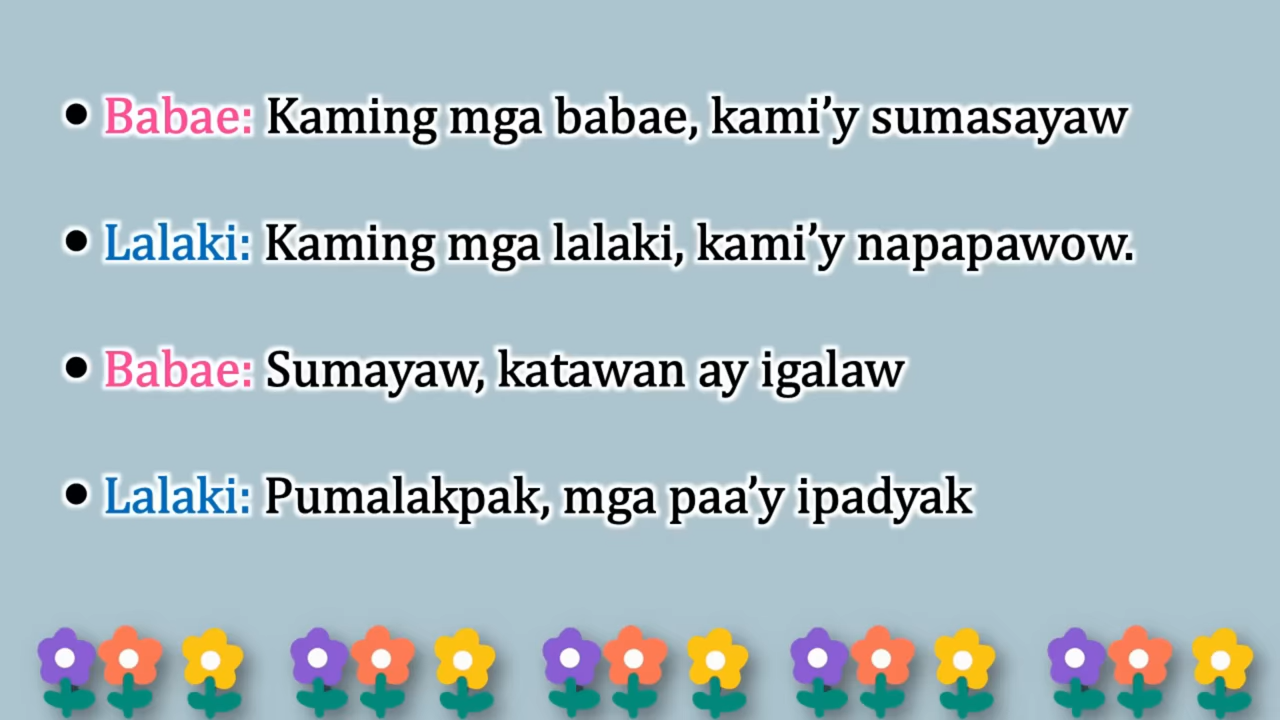 • Babae: Kaming mga babae, kami’y sumasayaw
• Lalaki: Kaming mga lalaki, kami’y napapawow.
• Babae: Sumayaw, katawan ay igalaw
• Lalaki: Pumalakpak, mga paa’y ipadyak